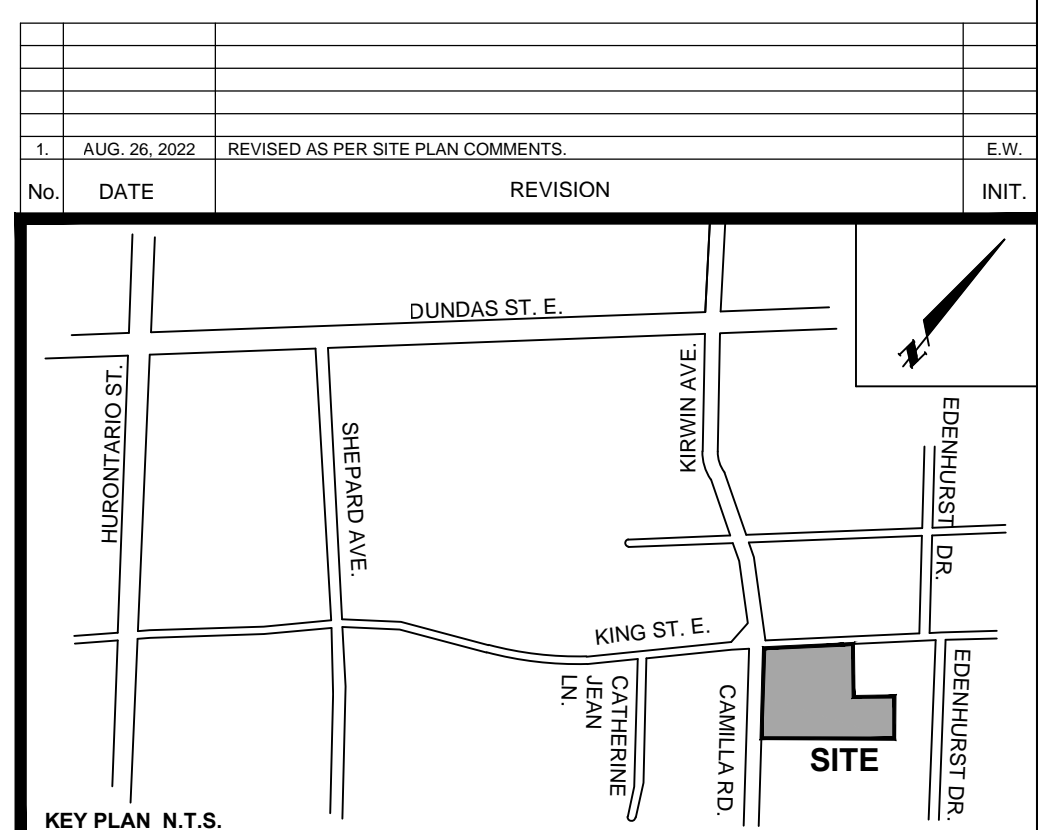 1. AUG. 26, 2022 REVISED AS PER SITE PLAN COMMENTS. E.W.
No. DATE REVISION INIT.
DUNDAS ST. E.
N
HURONTARIO ST.
SHEPARD AVE.
KIRWIN AVE.
EDENHURST DR.
KING ST. E.
CATHERINE
JEAN
LN.
CAMILLA RD.
EDENHURST DR.
SITE
KEY PLAN N.T.S.